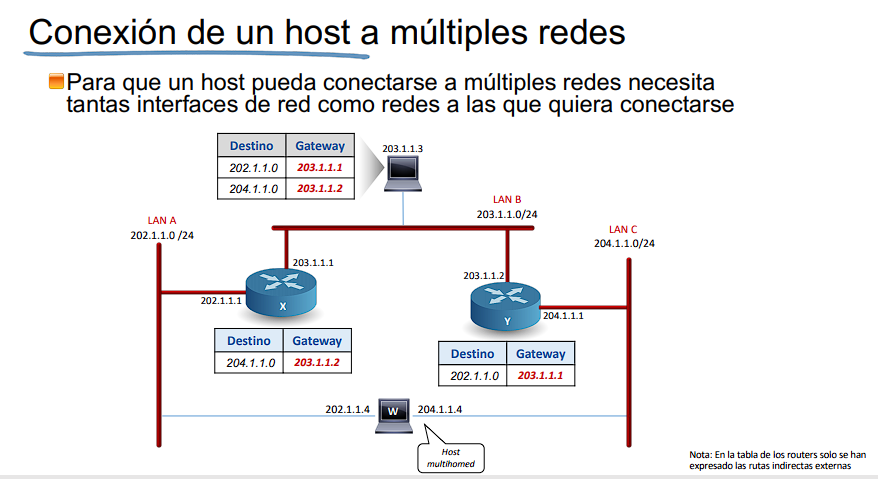 Conexión de un host a múltiples redes
Para que un host pueda conectarse a múltiples redes necesita
tantas interfaces de red como redes a las que quiera conectarse
Destino Gateway
202.1.1.0 203.1.1.1
204.1.1.0 203.1.1.2
203.1.1.3
LAN A
202.1.1.0 /24
LAN B
203.1.1.0/24
LAN C
204.1.1.0/24
203.1.1.1
202.1.1.1
X
203.1.1.2
204.1.1.1
Y
Destino Gateway
204.1.1.0 203.1.1.2
Destino Gateway
202.1.1.0 203.1.1.1
202.1.1.4
W
204.1.1.4
Host
multihomed
Nota: En la tabla de los routers solo se han
expresado las rutas indirectas externas